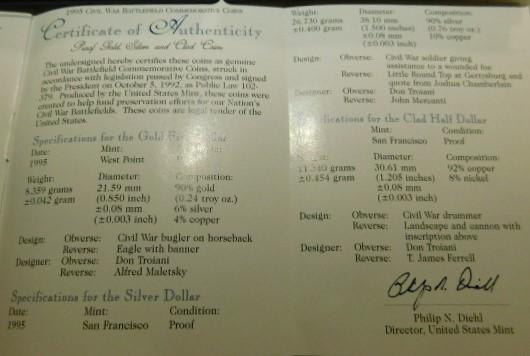 1995 Civil War Battlefield Commemorative Coins
Certificate of Authenticity
Proof Gold, Silver and Clad Coins
The undersigned hereby certifies these coins as genuine
Civil War Battlefield Commemorative Coins, struck in
accordance with legislation passed by Congress and signed
by the President on October 5, 1992, as Public Law 102-
379. Produced by the United States Mint, these coins were
created to help fund preservation efforts for our Nation's
Civil War Battlefields. These coins are legal tender of the
United States.
Specifications for the Gold Dollar
Date: Mint:
1995 West Point
Weight: Diameter: Composition:
8.359 grams 21.59 mm 90% gold
±0.042 gram (0.850 inch) (0.24 troy oz.)
±0.08 mm 6% silver
(±0.003 inch) 4% copper
Design: Obverse: Civil War bugler on horseback
Reverse: Eagle with banner
Designer: Obverse: Don Troiani
Reverse: Alfred Maletsky
Specifications for the Silver Dollar
Date: Mint: Condition:
1995 San Francisco Proof
Weight: Diameter: Composition:
26.730 grams 38.10 mm 90% silver
±0.400 gram (1.500 inches) (0.76 troy oz.)
±0.08 mm 10% copper
(±0.003 inch)
Design: Obverse: Civil War soldier giving
assistance to a wounded foe
Reverse: Little Round Top at Gettysburg and
quote from Joshua Chamberlain
Designer: Obverse: Don Troiani
Reverse: John Mercanti
Specifications for the Clad Half Dollar
Mint: Condition:
San Francisco Proof
Weight: Diameter: Composition:
11.340 grams 30.61 mm 92% copper
±0.454 gram (1.205 inches) 8% nickel
±0.08 mm
(±0.003 inch)
Design: Obverse: Civil War drummer
Reverse: Landscape and cannon with
inscription above
Designer: Obverse: Don Troiani
Reverse: T. James Ferrell
Philip N. Diehl
Philip N. Diehl
Director, United States Mint